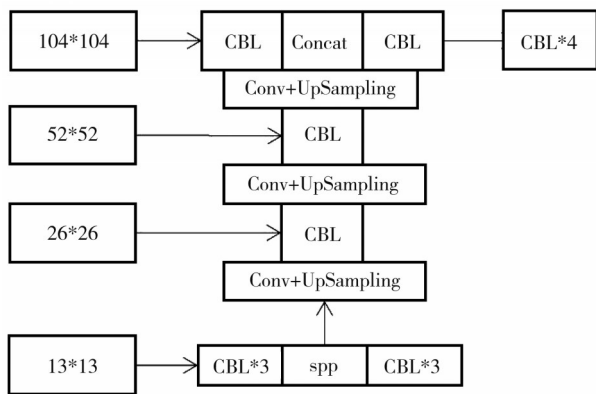 104*104 CBL Concat CBL CBL*4
Conv+UpSampling
52*52 CBL
Conv+UpSampling
26*26 CBL
Conv+UpSampling
13*13 CBL*3 spp CBL*3